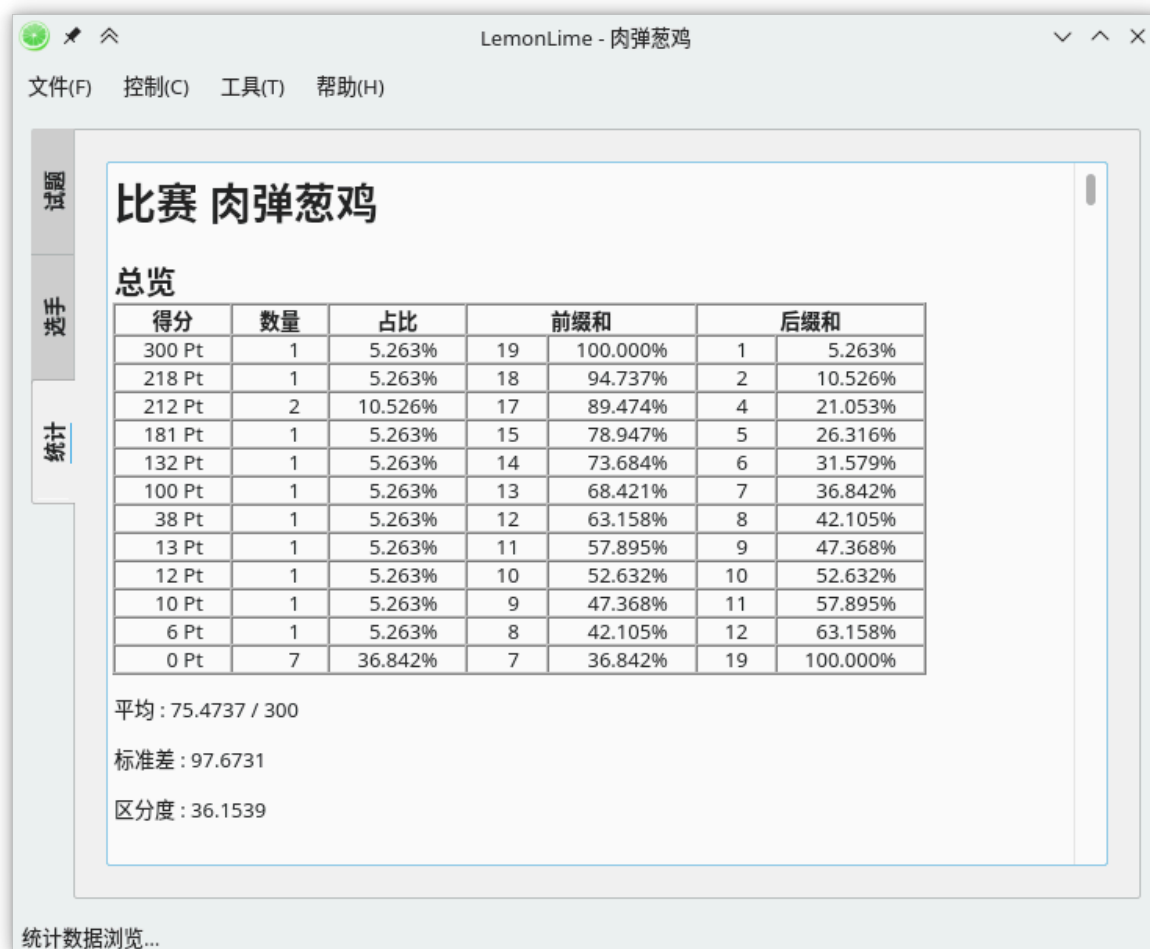 LemonLime - 肉弹葱鸡
文件(F) 控制(C) 工具(T) 帮助(H)
试题
选手
统计
比赛 肉弹葱鸡
总览
得分 数量 占比 前缀和 后缀和
300 Pt 1 5.263% 19 100.000% 1 5.263%
218 Pt 1 5.263% 18 94.737% 2 10.526%
212 Pt 2 10.526% 17 89.474% 4 21.053%
181 Pt 1 5.263% 15 78.947% 5 26.316%
132 Pt 1 5.263% 14 73.684% 6 31.579%
100 Pt 1 5.263% 13 68.421% 7 36.842%
38 Pt 1 5.263% 12 63.158% 8 42.105%
13 Pt 1 5.263% 11 57.895% 9 47.368%
12 Pt 1 5.263% 10 52.632% 10 52.632%
10 Pt 1 5.263% 9 47.368% 11 57.895%
6 Pt 1 5.263% 8 42.105% 12 63.158%
0 Pt 7 36.842% 7 36.842% 19 100.000%
平均 : 75.4737 / 300
标准差 : 97.6731
区分度 : 36.1539
统计数据浏览...